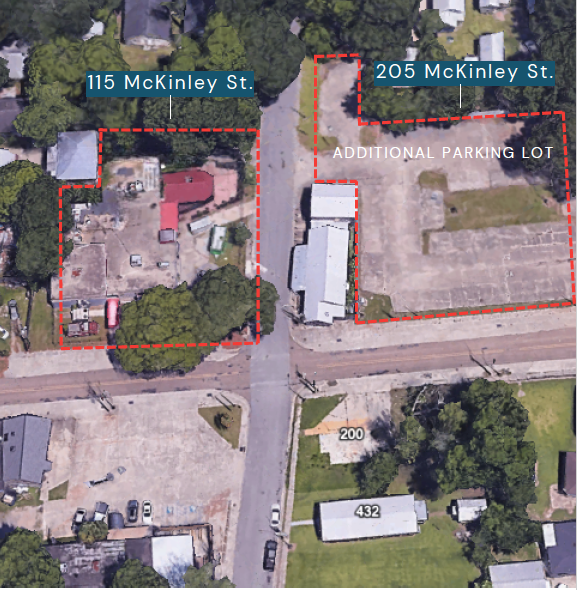 115 McKinley St.
205 McKinley St.
ADDITIONAL PARKING LOT
200
432